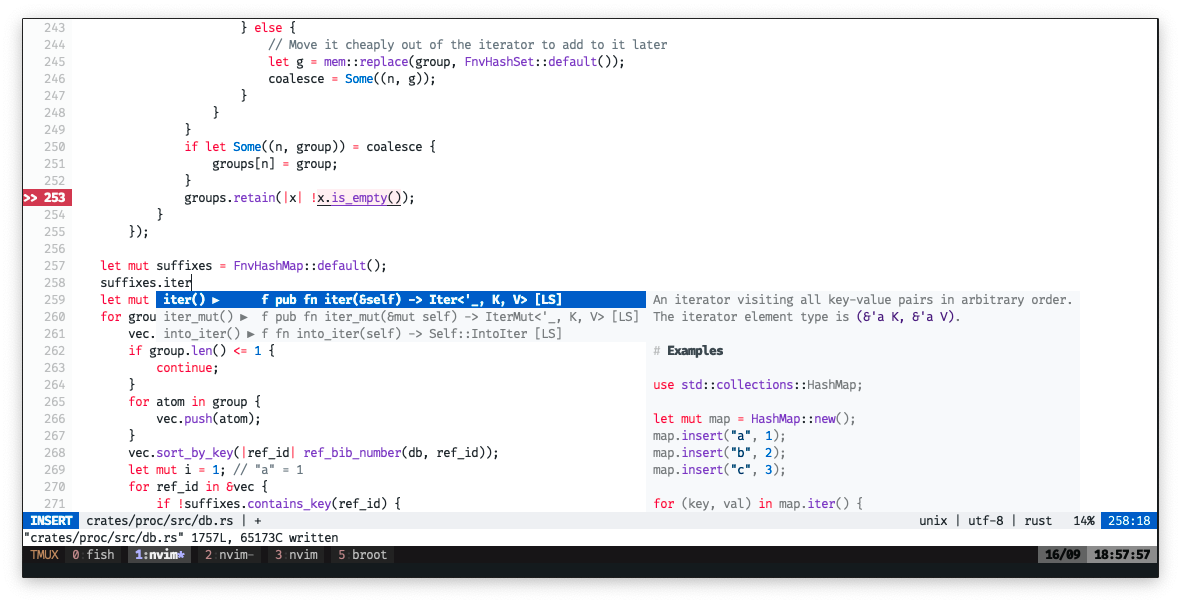 243 } else {
244 // Move it cheaply out of the iterator to add to it later
245 let g = mem::replace(group, FnvHashSet::default());
246 coalesce = Some((n, g));
247 }
248 }
249 }
250 if let Some((n, group)) = coalesce {
251 groups[n] = group;
252 }
>> 253 groups.retain(|x| !x.is_empty());
254 }
255 });
256
257 let mut suffixes = FnvHashMap::default();
258 suffixes.iter
259 let mut iter() ▶ f pub fn iter(&self) -> Iter<'_, K, V> [LS] An iterator visiting all key-value pairs in arbitrary order.
260 for grou iter_mut() ▶ f pub fn iter_mut(&mut self) -> IterMut<'_, K, V> [LS] The iterator element type is (&'a K, &'a V).
261 vec. into_iter() ▶ f fn into_iter(self) -> Self::IntoIter [LS]
262 if group.len() <= 1 { # Examples
263 continue;
264 } use std::collections::HashMap;
265 for atom in group {
266 vec.push(atom); let mut map = HashMap::new();
267 } map.insert("a", 1);
268 vec.sort_by_key(|ref_id| ref_bib_number(db, ref_id)); map.insert("b", 2);
269 let mut i = 1; // "a" = 1 map.insert("c", 3);
270 for ref_id in &vec {
271 if !suffixes.contains_key(ref_id) { for (key, val) in map.iter() {
INSERT crates/proc/src/db.rs | + unix | utf-8 | rust 14% 258:18
"crates/proc/src/db.rs" 1757L, 65173C written
TMUX 0:fish 1:nvim* 2:nvim- 3:nvim 5:broot 16/09 18:57:57